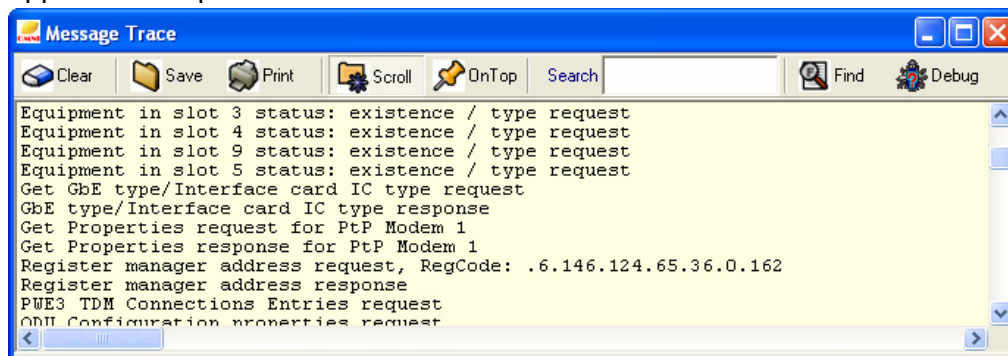 Message Trace
Clear Save Print Scroll OnTop Search Find Debug
Equipment in slot 3 status: existence / type request
Equipment in slot 4 status: existence / type request
Equipment in slot 9 status: existence / type request
Equipment in slot 5 status: existence / type request
Get GbE type/Interface card IC type request
GbE type/Interface card IC type response
Get Properties request for PtP Modem 1
Get Properties response for PtP Modem 1
Register manager address request, RegCode: .6.146.124.65.36.0.162
Register manager address response
PWE3 TDM Connections Entries request
ODU Configuration properties request